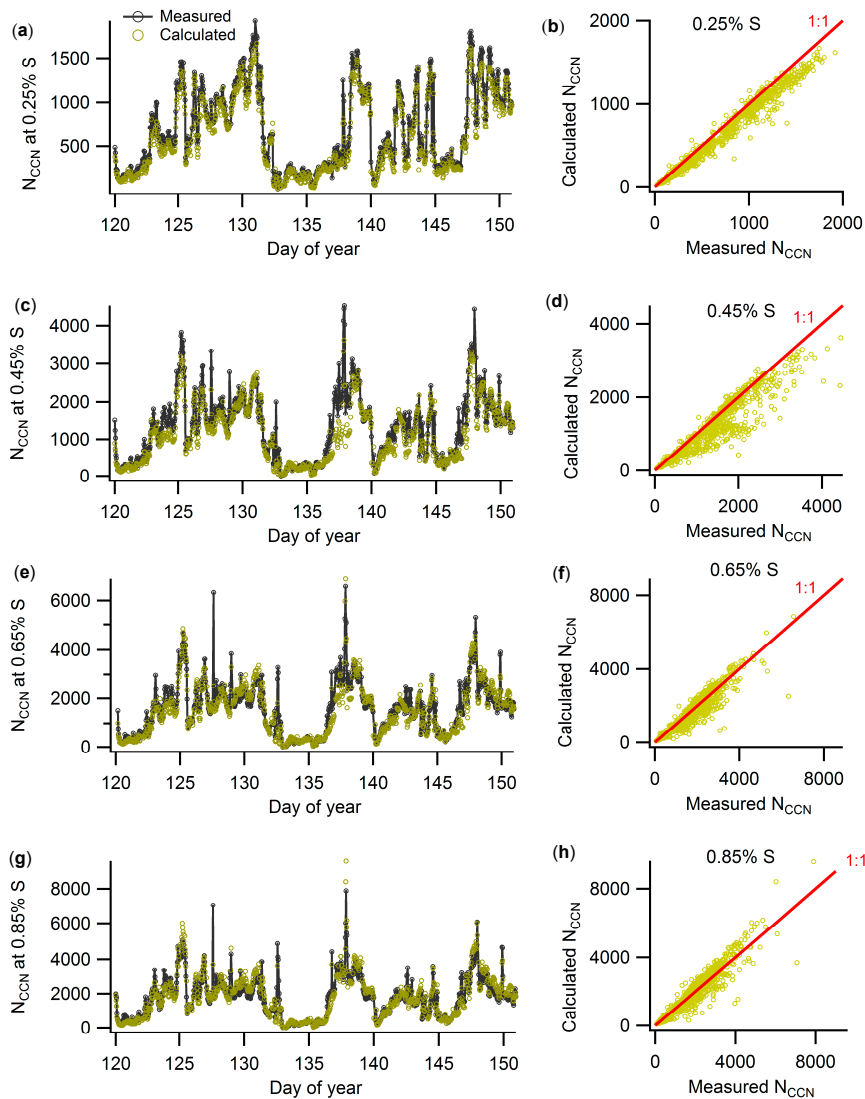 (a)
Measured
Calculated
N_CCN at 0.25% S
1500
1000
500
120 125 130 135 140 145 150
Day of year
(b)
0.25% S
1:1
Calculated N_CCN
2000
1000
0
0 1000 2000
Measured N_CCN
(c)
N_CCN at 0.45% S
4000
3000
2000
1000
0
120 125 130 135 140 145 150
Day of year
(d)
0.45% S
1:1
Calculated N_CCN
4000
2000
0
0 2000 4000
Measured N_CCN
(e)
N_CCN at 0.65% S
6000
4000
2000
0
120 125 130 135 140 145 150
Day of year
(f)
0.65% S
1:1
Calculated N_CCN
8000
4000
0
0 4000 8000
Measured N_CCN
(g)
N_CCN at 0.85% S
8000
6000
4000
2000
0
120 125 130 135 140 145 150
Day of year
(h)
0.85% S
1:1
Calculated N_CCN
8000
4000
0
0 4000 8000
Measured N_CCN